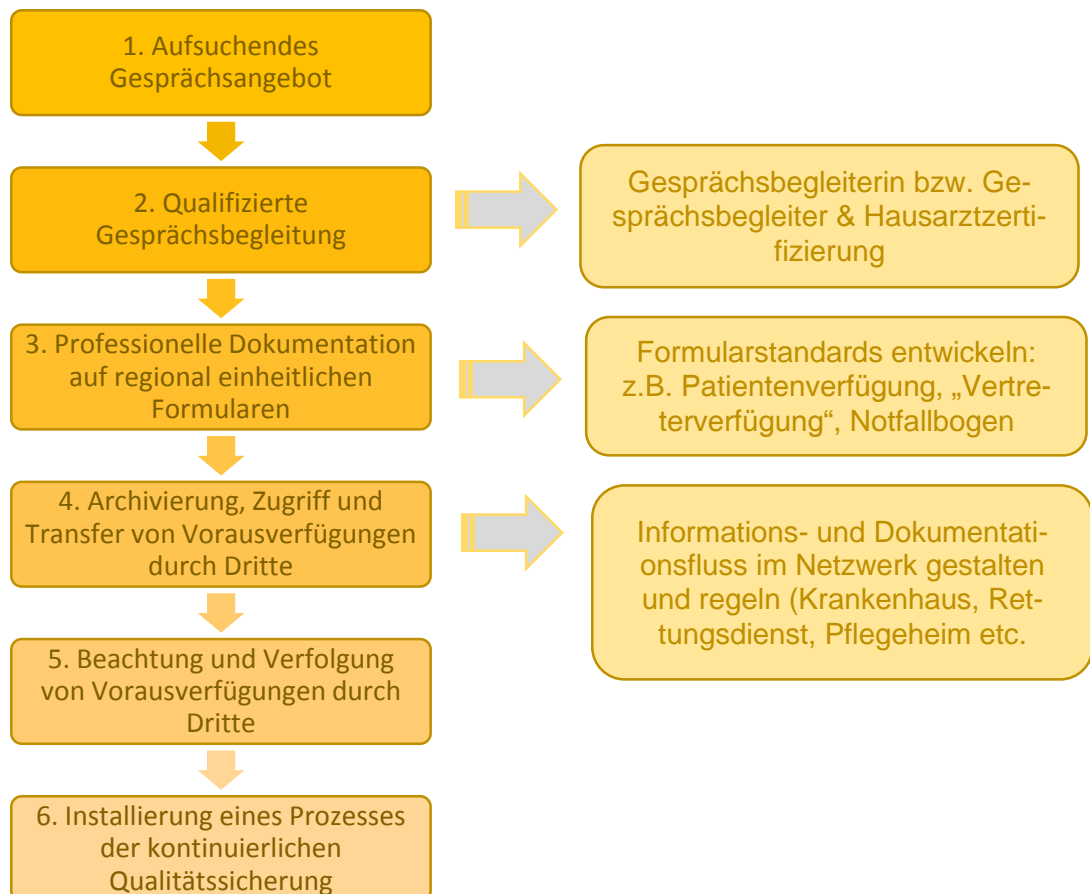 1. Aufsuchendes
Gesprächsangebot
2. Qualifizierte
Gesprächsbegleitung
Gesprächsbegleiterin bzw. Ge-
sprächsbegleiter & Hausarztzerti-
fizierung
3. Professionelle Dokumentation
auf regional einheitlichen
Formularen
Formularstandards entwickeln:
z.B. Patientenverfügung, „Vertre-
terverfügung“, Notfallbogen
4. Archivierung, Zugriff und
Transfer von Vorausverfügungen
durch Dritte
Informations- und Dokumentati-
onsfluss im Netzwerk gestalten
und regeln (Krankenhaus, Ret-
tungsdienst, Pflegeheim etc.
5. Beachtung und Verfolgung
von Vorausverfügungen durch
Dritte
6. Installierung eines Prozesses
der kontinuierlichen
Qualitätssicherung